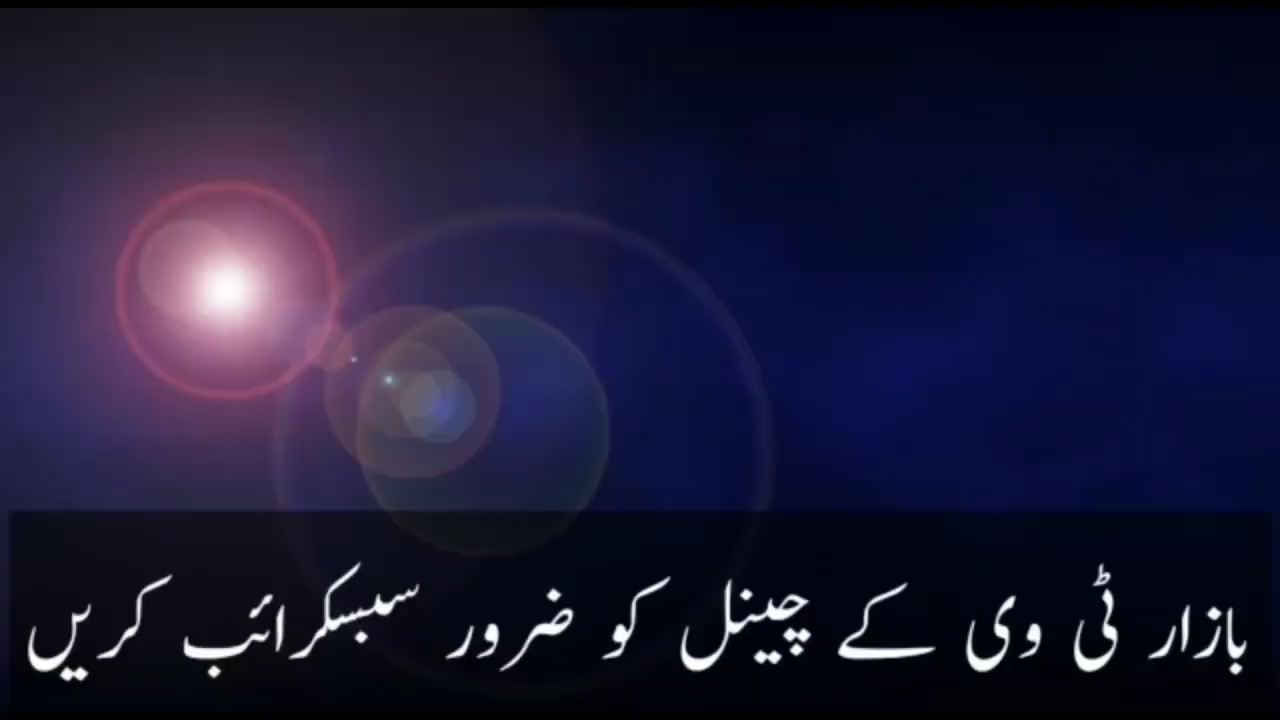 بازار ٹی وی کے چینل کو ضرور سبسکرائب کریں